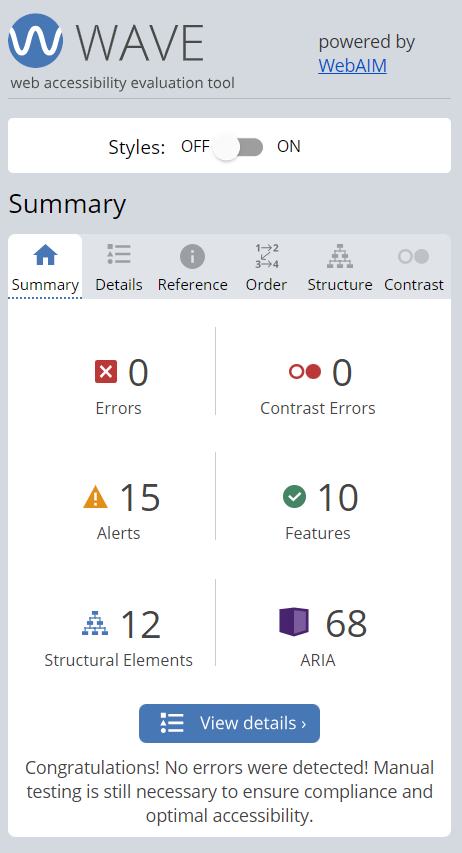 WAVE
web accessibility evaluation tool
powered by
WebAIM
Styles: OFF ON
Summary
1 2
3 4
Summary Details Reference Order Structure Contrast
0 0
Errors Contrast Errors
15 10
Alerts Features
12 68
Structural Elements ARIA
View details ›
Congratulations! No errors were detected! Manual
testing is still necessary to ensure compliance and
optimal accessibility.